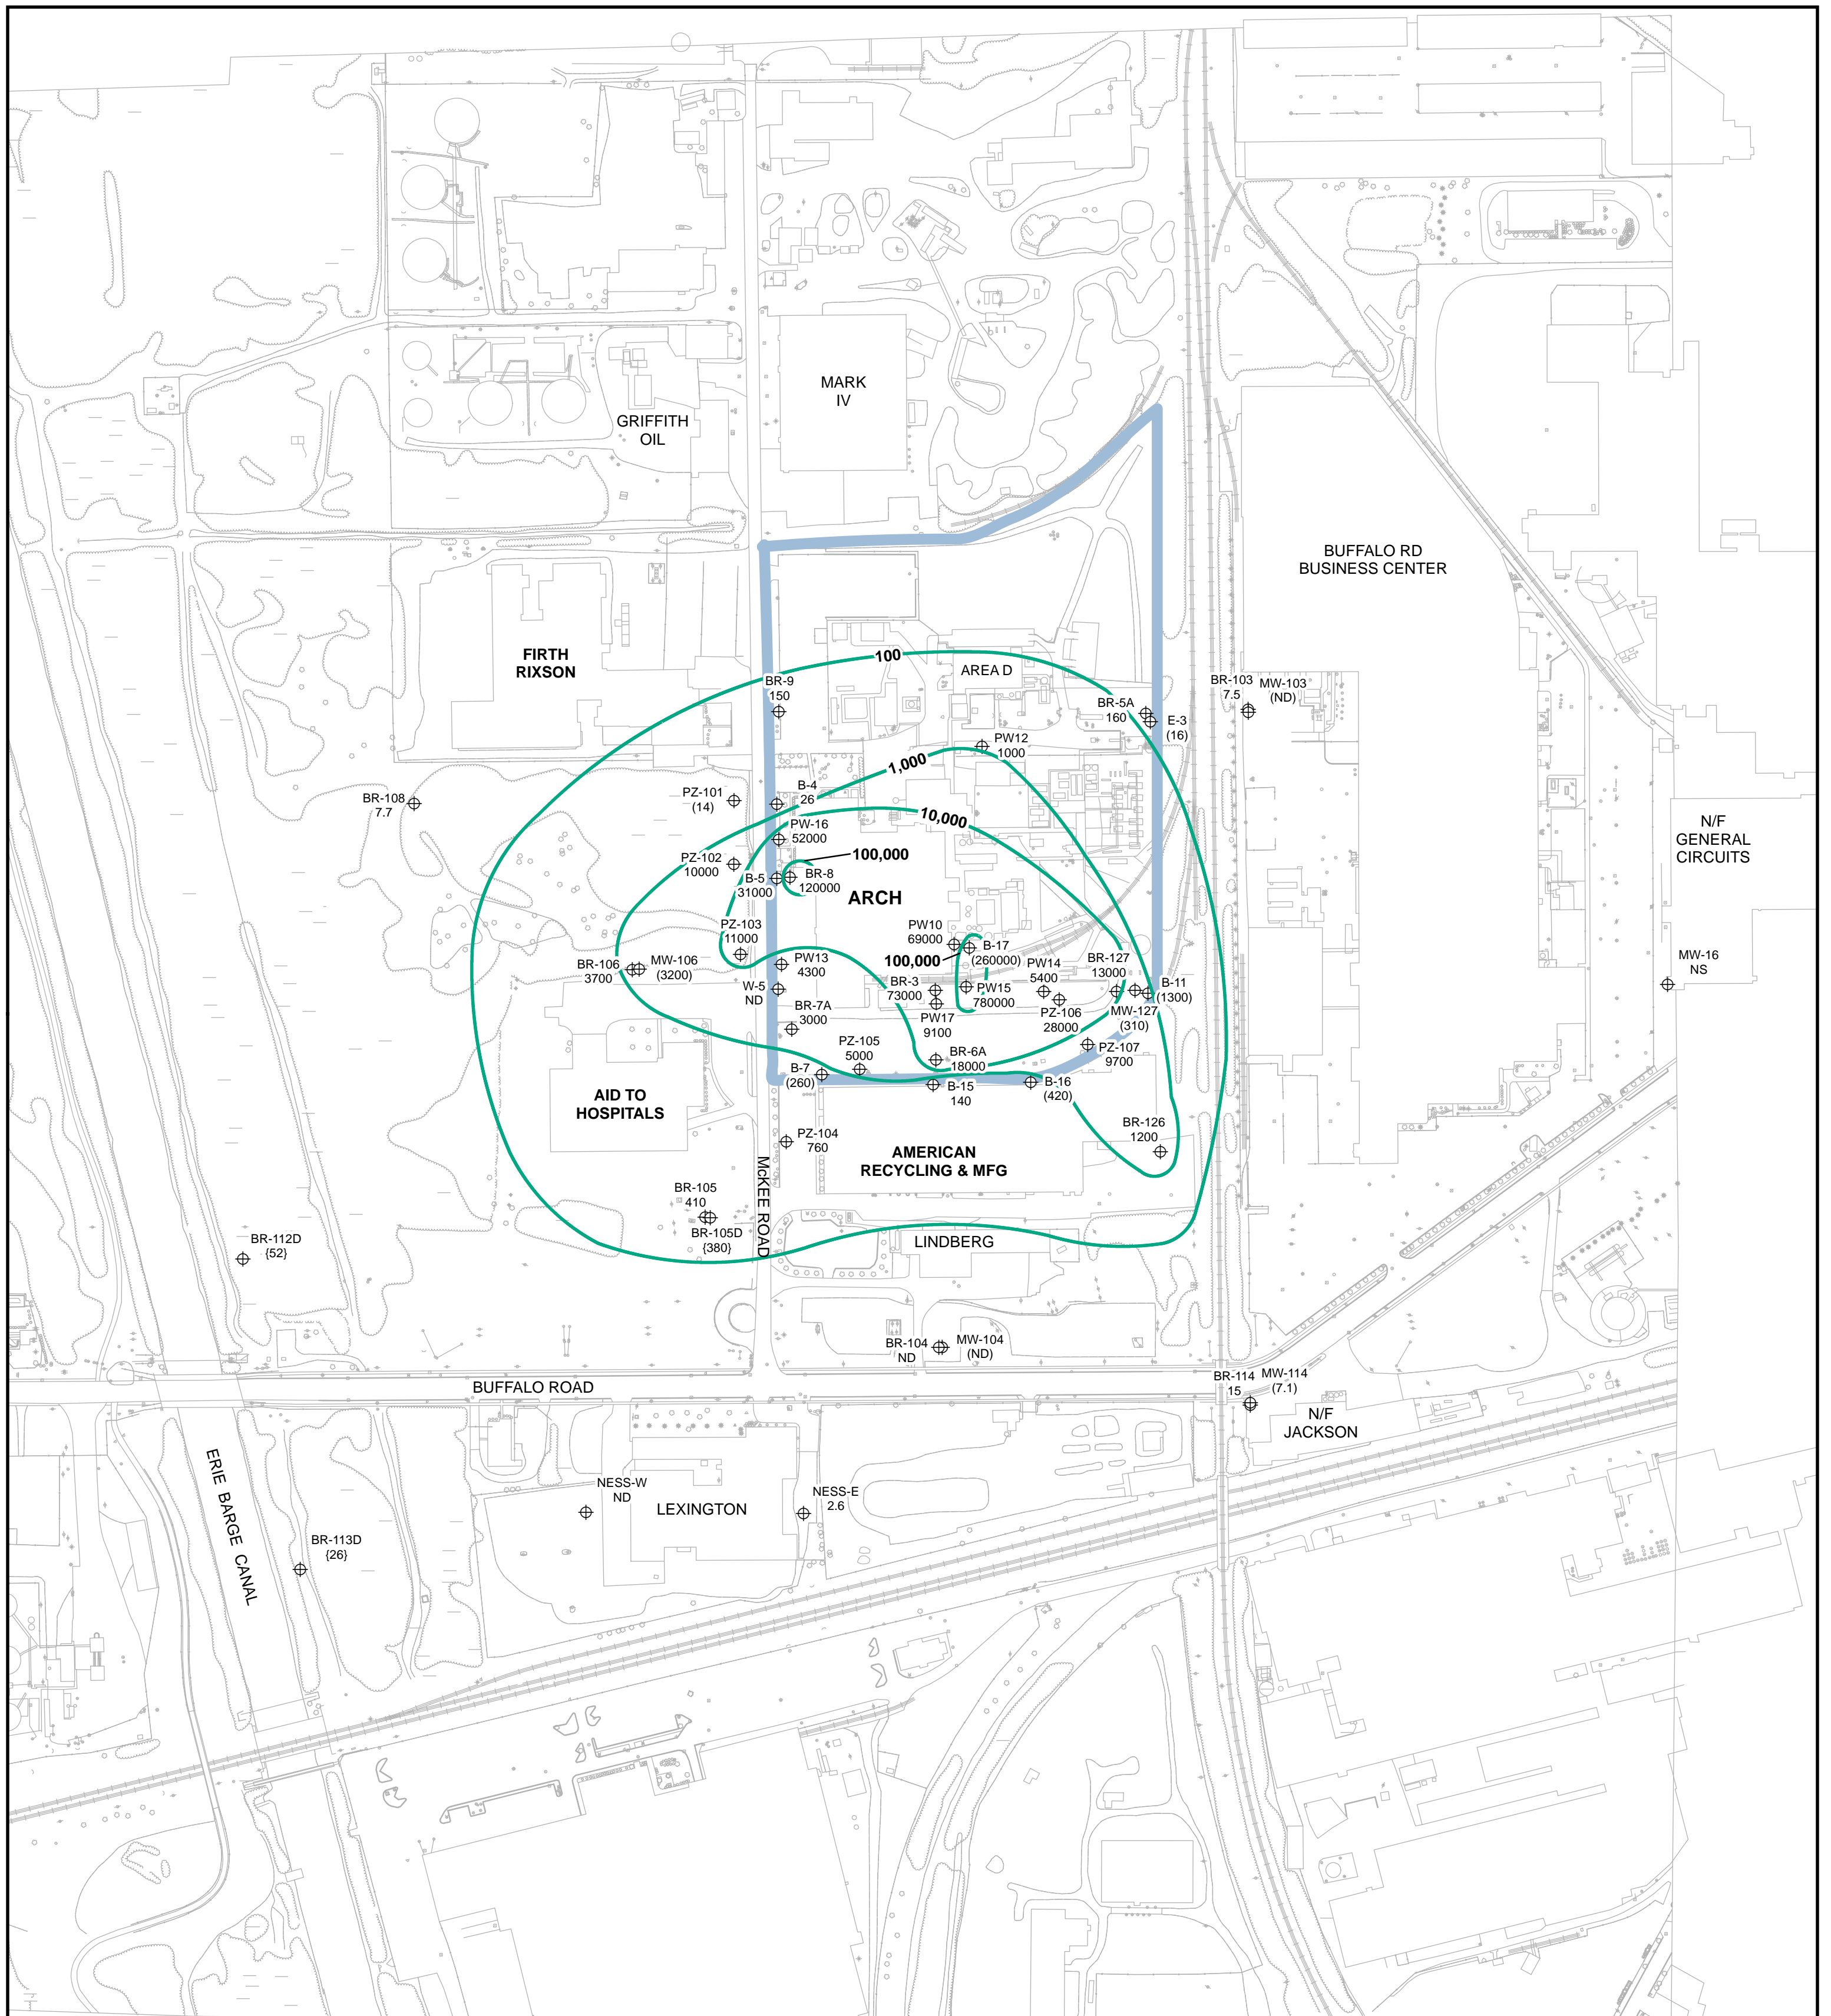 MARK
IV
GRIFFITH
OIL
BUFFALO RD
BUSINESS CENTER
FIRTH
RIXSON
100
AREA D
BR-9
150
BR-5A
160
E-3
(16)
BR-103
7.5
MW-103
(ND)
PW12
1000
1,000
BR-108
7.7
PZ-101
(14)
B-4
26
10,000
PW-16
52000
N/F
GENERAL
CIRCUITS
PZ-102
10000
100,000
B-5
31000
BR-8
120000
ARCH
PZ-103
11000
PW10
69000
B-17
(260000)
100,000
BR-106
3700
MW-106
(3200)
PW13
4300
PW14
5400
BR-127
13000
MW-16
NS
W-5
ND
BR-3
73000
PW15
780000
B-11
(1300)
BR-7A
3000
PW17
9100
PZ-106
28000
MW-127
(310)
PZ-105
5000
BR-6A
18000
PZ-107
9700
B-7
(260)
B-15
140
B-16
(420)
AID TO
HOSPITALS
BR-126
1200
PZ-104
760
AMERICAN
RECYCLING & MFG
McKEE ROAD
BR-105
410
BR-105D
{380}
LINDBERG
BR-112D
{52}
BR-104
ND
MW-104
(ND)
BUFFALO ROAD
BR-114
15
MW-114
(7.1)
N/F
JACKSON
ERIE BARGE CANAL
NESS-W
ND
LEXINGTON
NESS-E
2.6
BR-113D
{26}